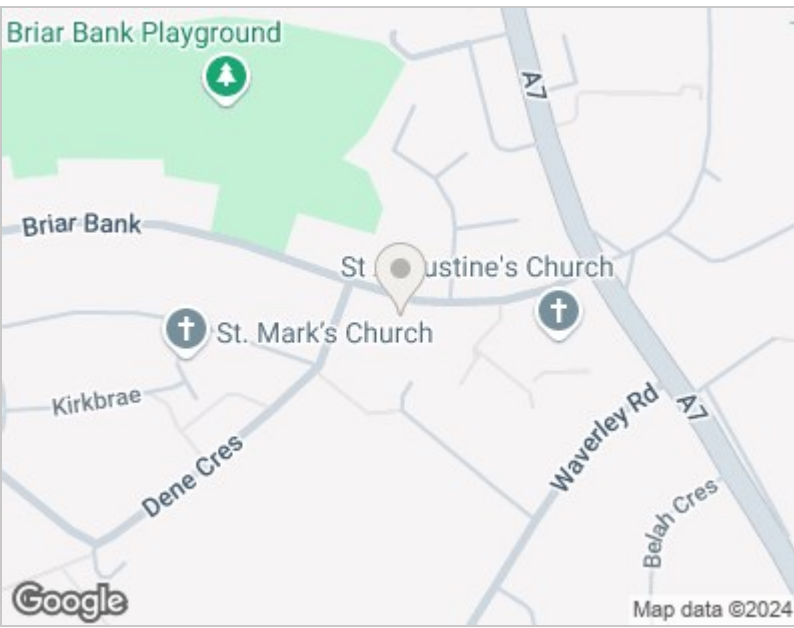 Briar Bank Playground
A7
Briar Bank
St ustine's Church
St. Mark's Church
Kirkbrae
Waverley Rd
A7
Dene Cres
Belah Cres
Google
Map data ©2024